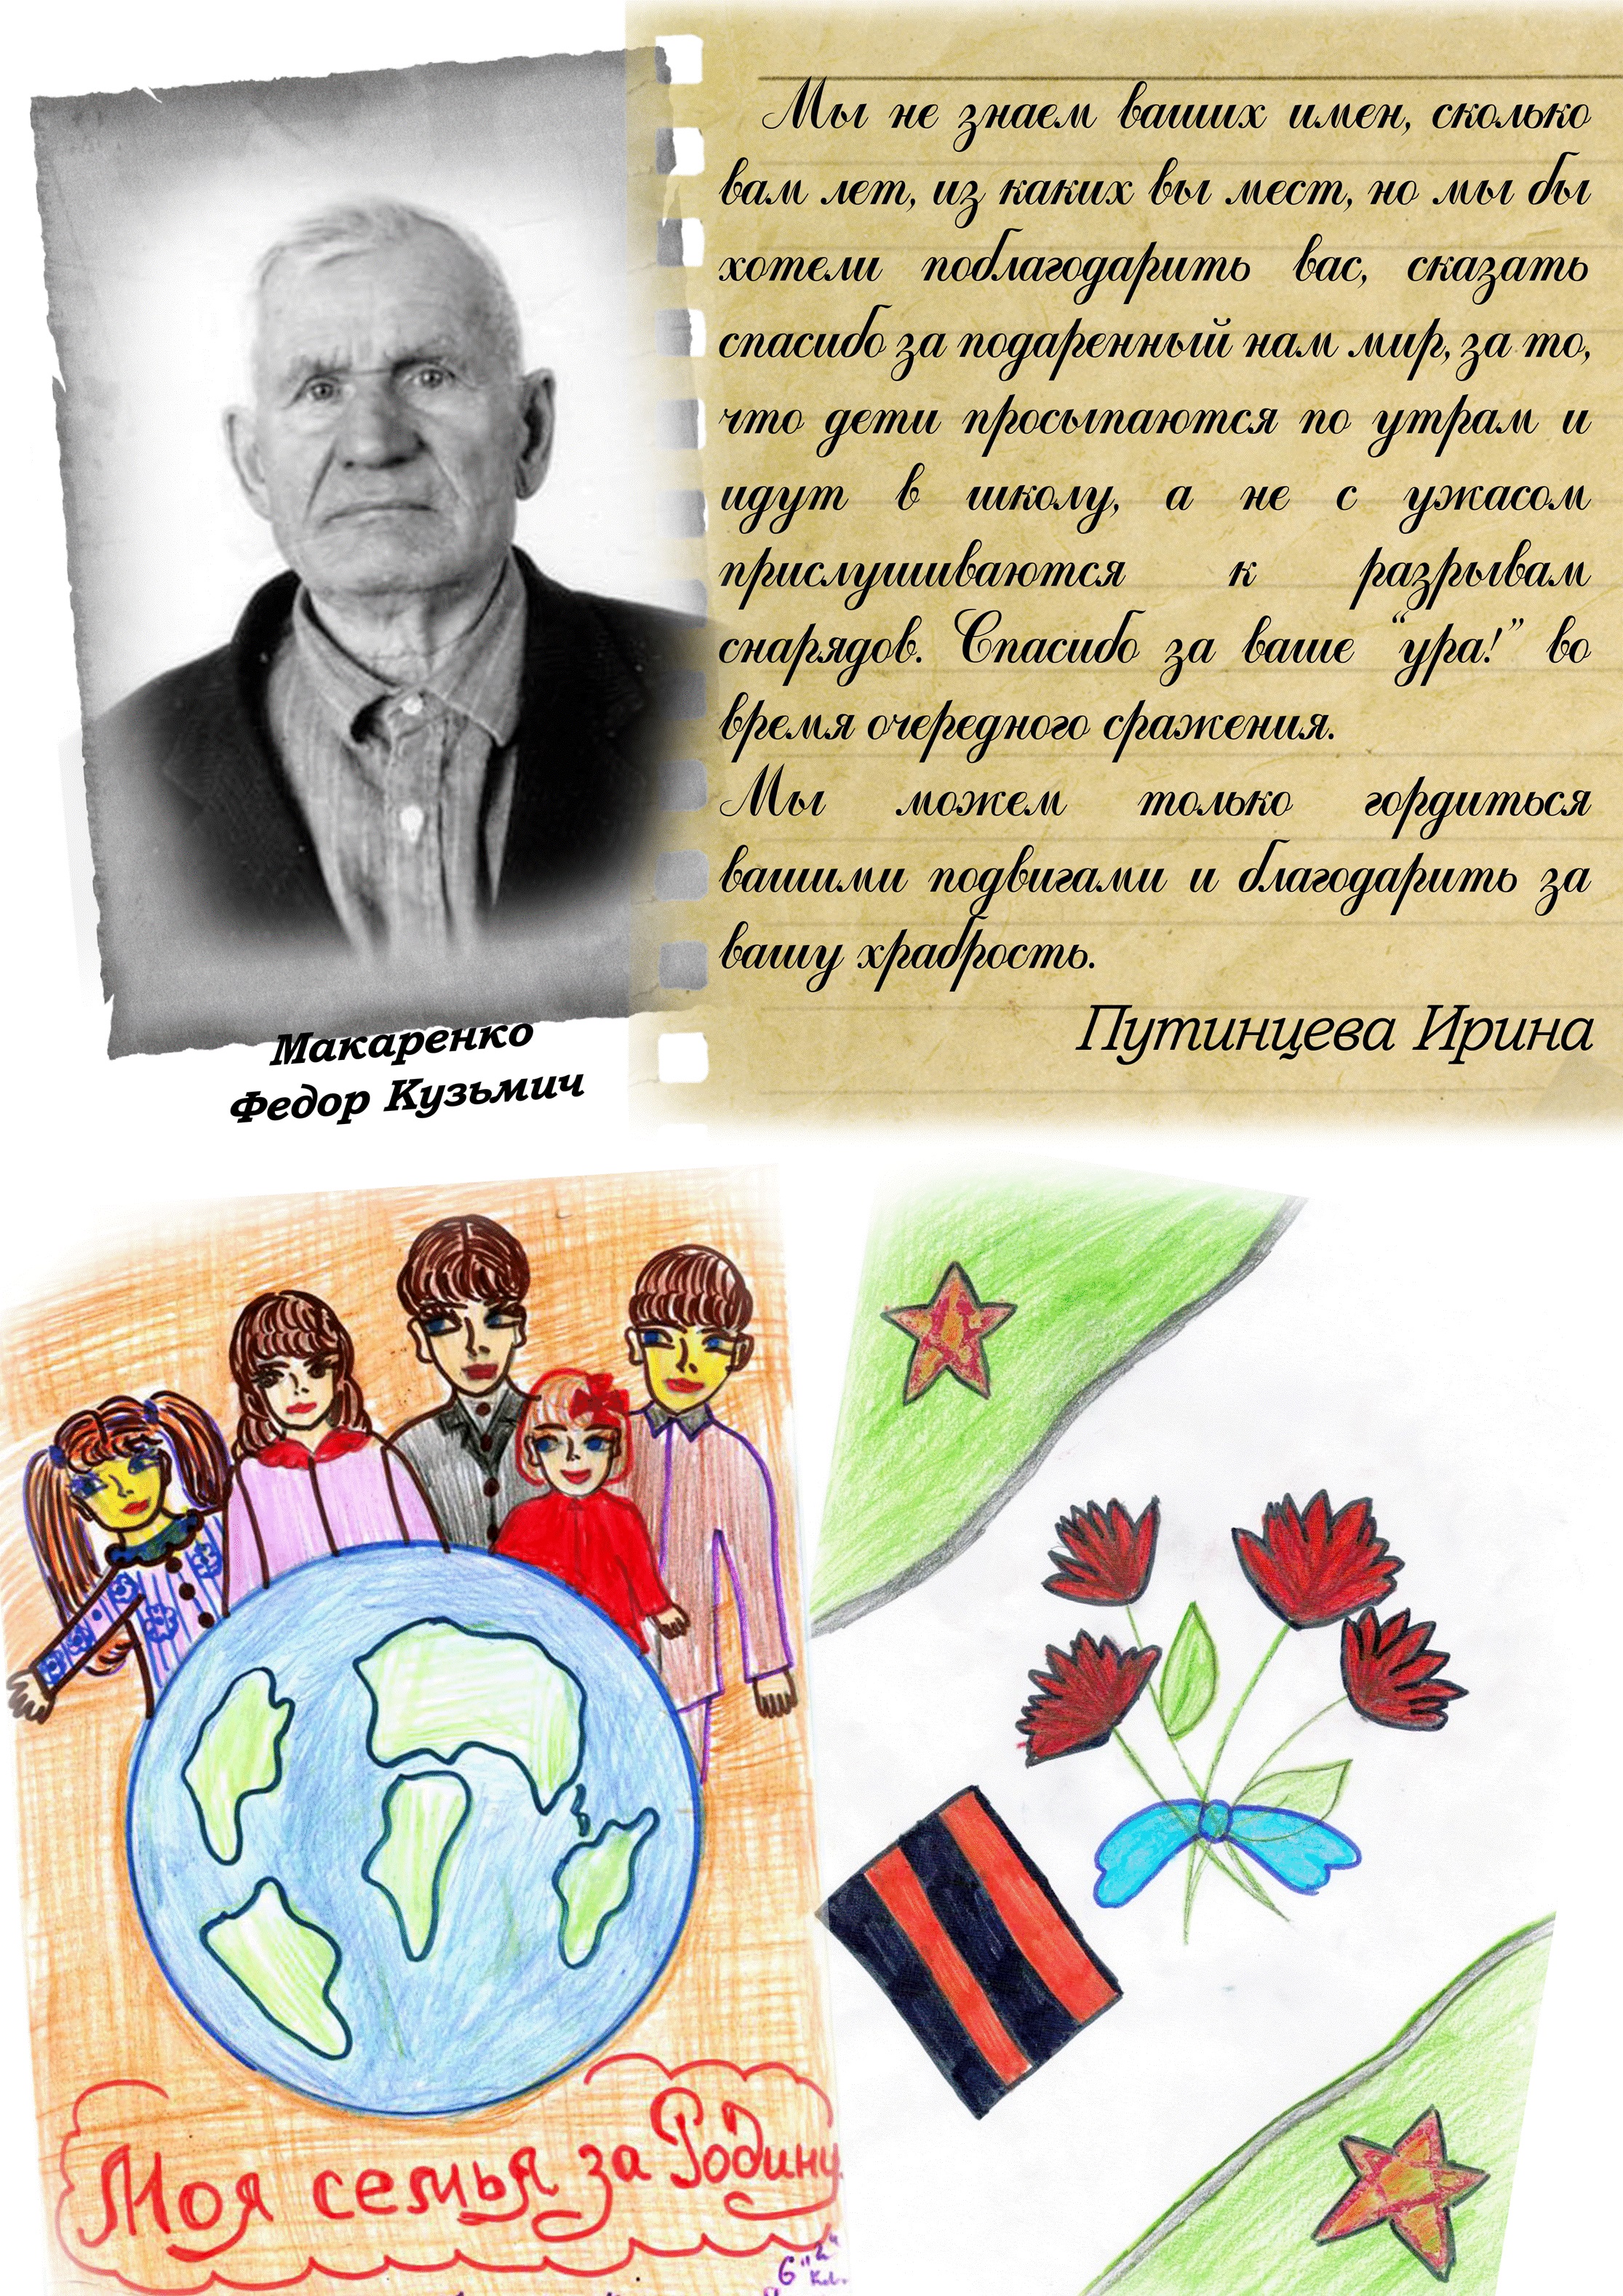 Мы не знаем ваших имен, сколько
вам лет, из каких вы мест, но мы бы
хотели поблагодарить вас, сказать
спасибо за подаренный нам мир, за то,
что дети просыпаются по утрам и
идут в школу, а не с ужасом
прислушиваются к разрывам
снарядов. Спасибо за ваше “ура!” во
время очередного сражения.
Мы можем только гордиться
вашими подвигами и благодарить за
вашу храбрость.
Путинцева Ирина
Макаренко
Федор Кузьмич
Моя семья за Родину
6 "2"
кл.